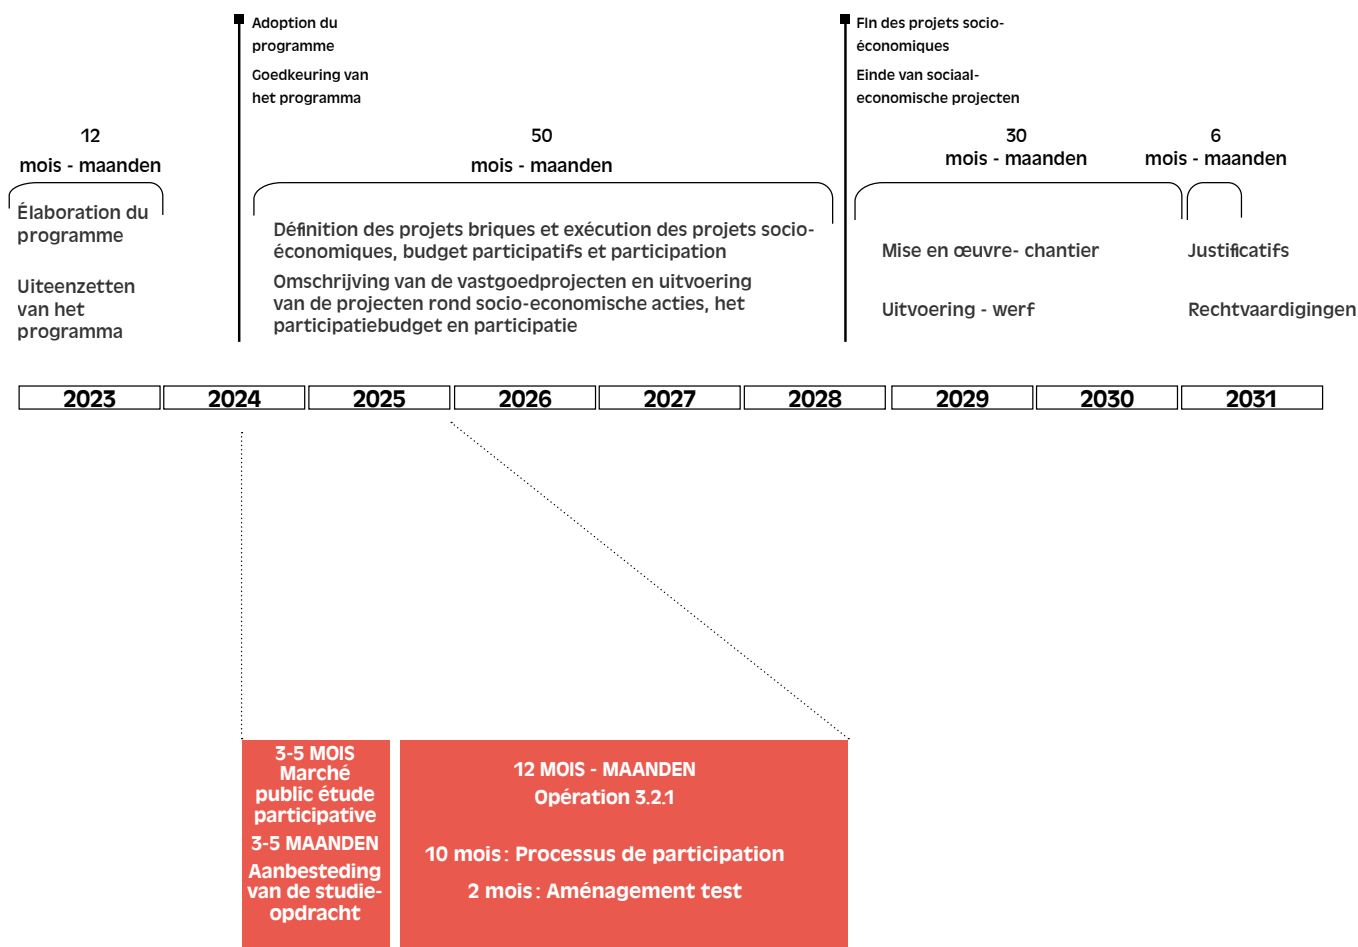 Adoption du
programme
Goedkeuring van
het programma
FIn des projets socio-
économiques
Einde van sociaal-
economische projecten
12
mois - maanden
50
mois - maanden
30
mois - maanden
6
mois - maanden
Élaboration du
programme
Uiteenzetten
van het
programma
Définition des projets briques et exécution des projets socio-
économiques, budget participatifs et participation
Omschrijving van de vastgoedprojecten en uitvoering
van de projecten rond socio-economische acties, het
participatiebudget en participatie
Mise en œuvre- chantier
Uitvoering - werf
Justificatifs
Rechtvaardigingen
2023
2024
2025
2026
2027
2028
2029
2030
2031
3-5 MOIS
Marché
public étude
participative
3-5 MAANDEN
Aanbesteding
van de studie-
opdracht
12 MOIS - MAANDEN
Opération 3.2.1
10 mois : Processus de participation
2 mois : Aménagement test